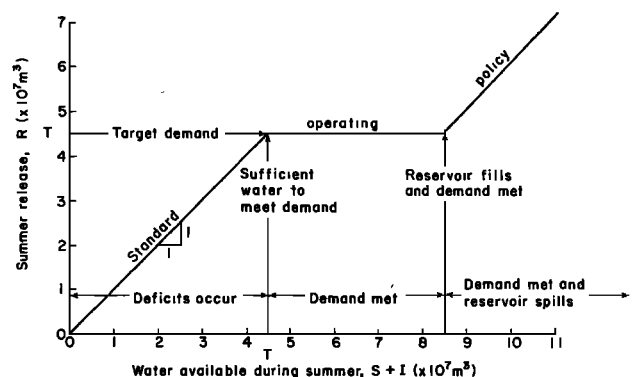 7
6
5
4
3
2
1
0
T
Summer release, R (x 10⁷m³)
Target demand
operating
policy
Standard
1
1
Sufficient
water to
meet demand
Reservoir fills
and demand met
Deficits occur
Demand met
Demand met and
reservoir spills
0 1 2 3 4 5 6 7 8 9 10 11
T
Water available during summer, S + I (x10⁷m³)